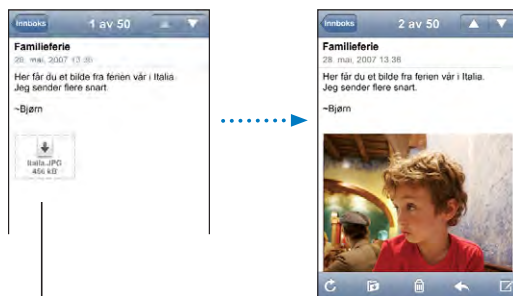 Innboks 1 av 50
Familieferie
28. mai, 2007 13.38
Her får du et bilde fra ferien vår i Italia.
Jeg sender flere snart.
~Bjørn
Italia.JPG
456 kB
Innboks 2 av 50
Familieferie
28. mai, 2007 13.38
Her får du et bilde fra ferien vår i Italia.
Jeg sender flere snart.
~Bjørn